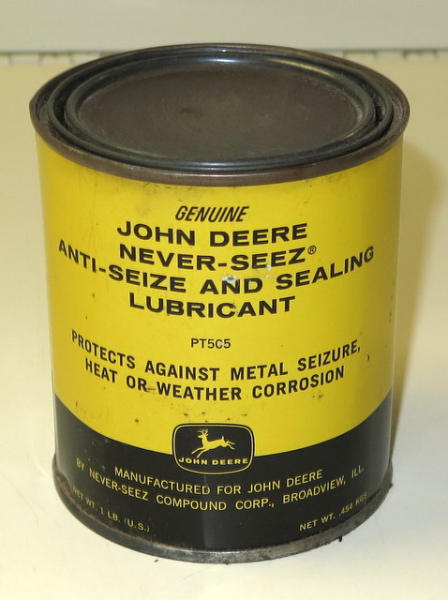 GENUINE
JOHN DEERE
NEVER-SEEZ®
ANTI-SEIZE AND SEALING
LUBRICANT
PT5C5
PROTECTS AGAINST METAL SEIZURE,
HEAT OR WEATHER CORROSION
JOHN DEERE
MANUFACTURED FOR JOHN DEERE
BY NEVER-SEEZ COMPOUND CORP., BROADVIEW, ILL.
NET WT. 1 LB. (U.S.)
NET WT. .454 KGS.